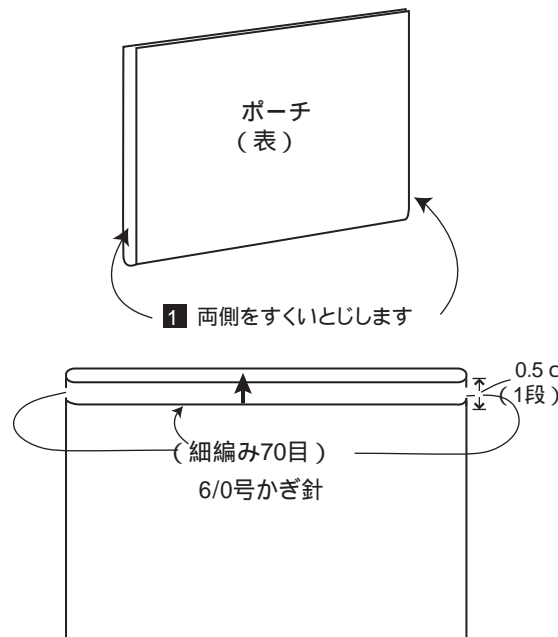 ポーチ
（表）
1 両側をすくいとじします
0.5 c
（1段）
（細編み70目）
6/0号かぎ針